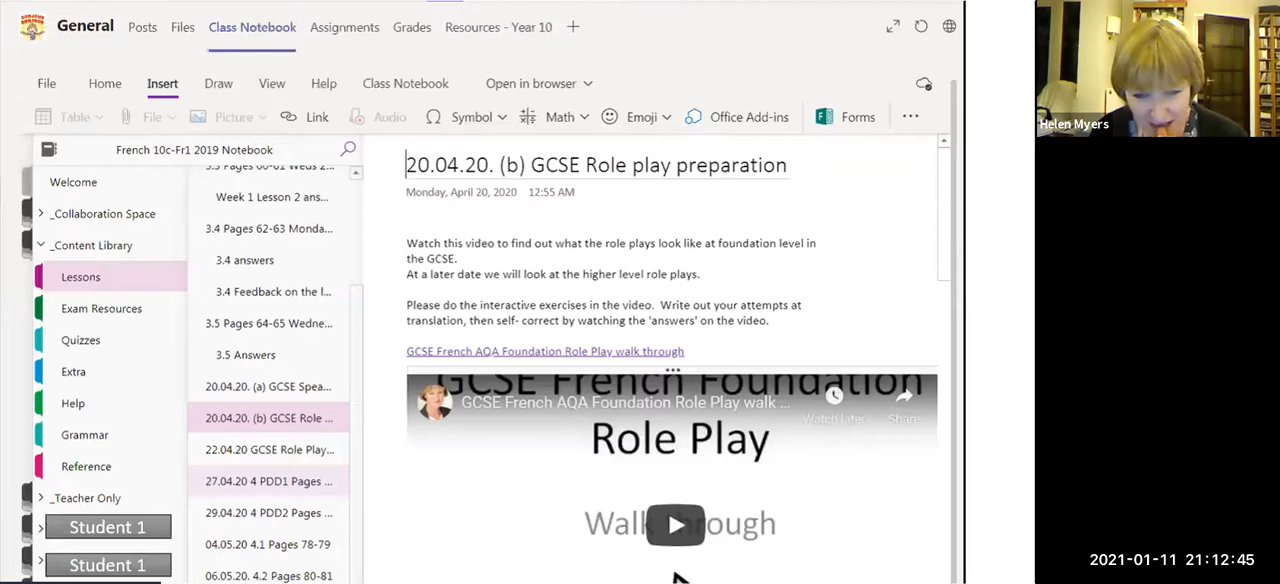 General Posts Files Class Notebook Assignments Grades Resources - Year 10
File Home Insert Draw View Help Class Notebook Open in browser
Table File Picture Link Audio Symbol Math Emoji Office Add-ins Forms
French 10c-Fr1 2019 Notebook
Welcome
_Collaboration Space
_Content Library
Lessons
Exam Resources
Quizzes
Extra
Help
Grammar
Reference
_Teacher Only
Student 1
Student 1
3.3 Pages 60-61 Weds 2...
Week 1 Lesson 2 ans...
3.4 Pages 62-63 Monda...
3.4 answers
3.4 Feedback on the l...
3.5 Pages 64-65 Wedne...
3.5 Answers
20.04.20. (a) GCSE Spea...
20.04.20. (b) GCSE Role ...
22.04.20 GCSE Role Play...
27.04.20 4 PDD1 Pages ...
29.04.20 4 PDD2 Pages ...
04.05.20 4.1 Pages 78-79
06.05.20. 4.2 Pages 80-81
20.04.20. (b) GCSE Role play preparation
Monday, April 20, 2020 12:55 AM
Watch this video to find out what the role plays look like at foundation level in
the GCSE.
At a later date we will look at the higher level role plays.
Please do the interactive exercises in the video. Write out your attempts at
translation, then self- correct by watching the 'answers' on the video.
GCSE French AQA Foundation Role Play walk through
GCSE French Foundation
GCSE French AQA Foundation Role Play walk ...
Watch later Share
Role Play
Walk through
Helen Myers
2021-01-11 21:12:45